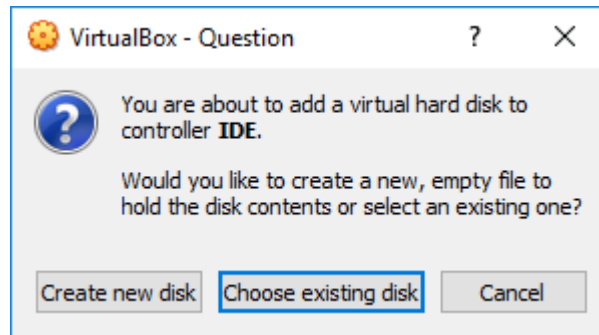 VirtualBox - Question
?
You are about to add a virtual hard disk to
controller IDE.
Would you like to create a new, empty file to
hold the disk contents or select an existing one?
Create new disk Choose existing disk Cancel